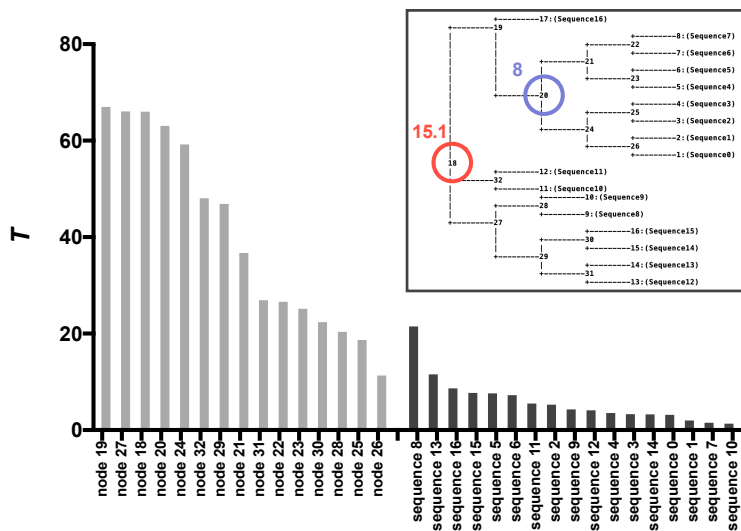 80
60
40
20
0
T
node 19
node 27
node 18
node 20
node 24
node 32
node 29
node 21
node 31
node 22
node 23
node 30
node 28
node 25
node 26
sequence 8
sequence 13
sequence 16
sequence 15
sequence 5
sequence 6
sequence 11
sequence 2
sequence 9
sequence 12
sequence 4
sequence 3
sequence 14
sequence 0
sequence 1
sequence 7
sequence 10
17:(Sequence16)
19
8:(Sequence7)
22
7:(Sequence6)
21
8
6:(Sequence5)
23
5:(Sequence4)
20
4:(Sequence3)
25
3:(Sequence2)
24
15.1
2:(Sequence1)
26
1:(Sequence0)
18
12:(Sequence11)
32
11:(Sequence10)
10:(Sequence9)
28
9:(Sequence8)
27
16:(Sequence15)
30
15:(Sequence14)
29
14:(Sequence13)
31
13:(Sequence12)